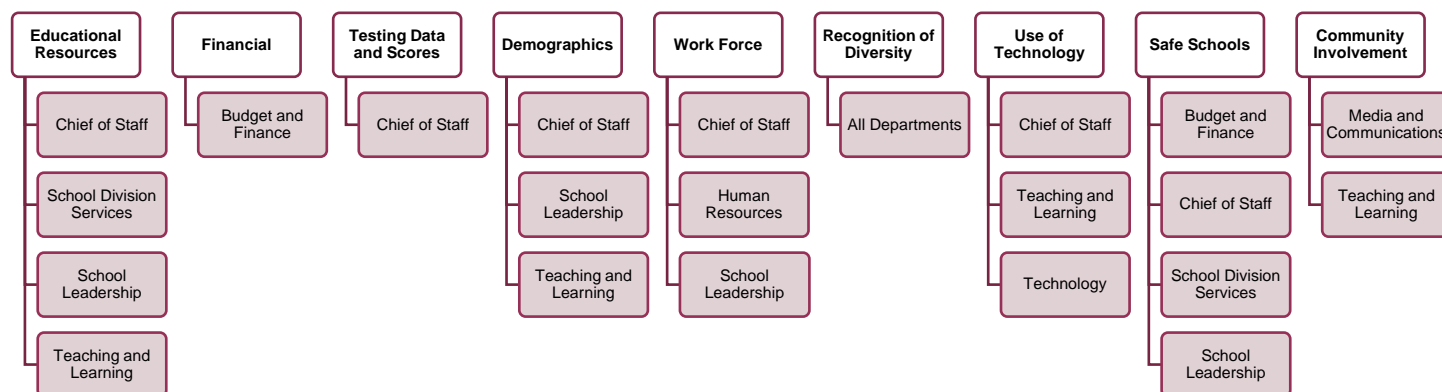 Educational
Resources
Chief of Staff
School Division
Services
School
Leadership
Teaching and
Learning
Financial
Budget and
Finance
Testing Data
and Scores
Chief of Staff
Demographics
Chief of Staff
School
Leadership
Teaching and
Learning
Work Force
Chief of Staff
Human
Resources
School
Leadership
Recognition of
Diversity
All Departments
Use of
Technology
Chief of Staff
Teaching and
Learning
Technology
Safe Schools
Budget and
Finance
Chief of Staff
School Division
Services
School
Leadership
Community
Involvement
Media and
Communications
Teaching and
Learning